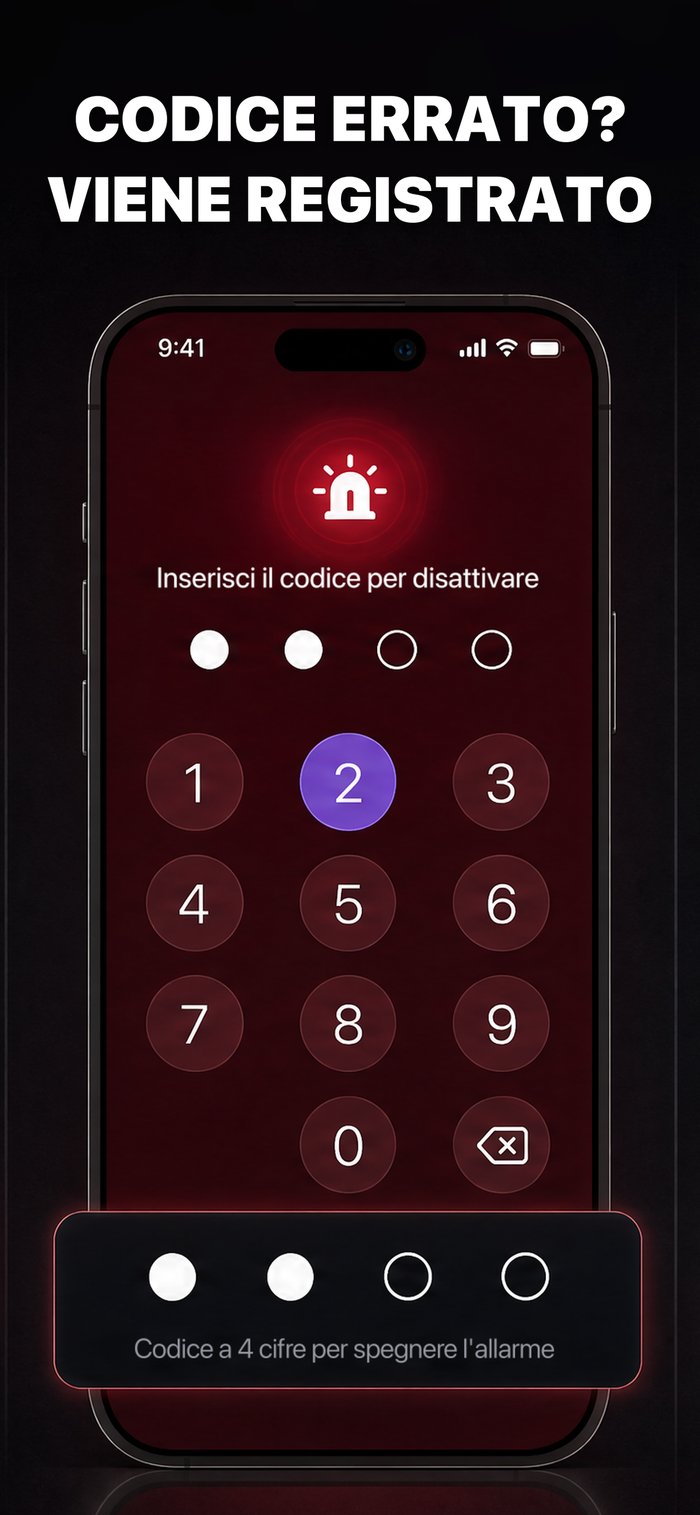 CODICE ERRATO?
VIENE REGISTRATO
9:41
Inserisci il codice per disattivare
1 2 3
4 5 6
7 8 9
0
Codice a 4 cifre per spegnere l'allarme